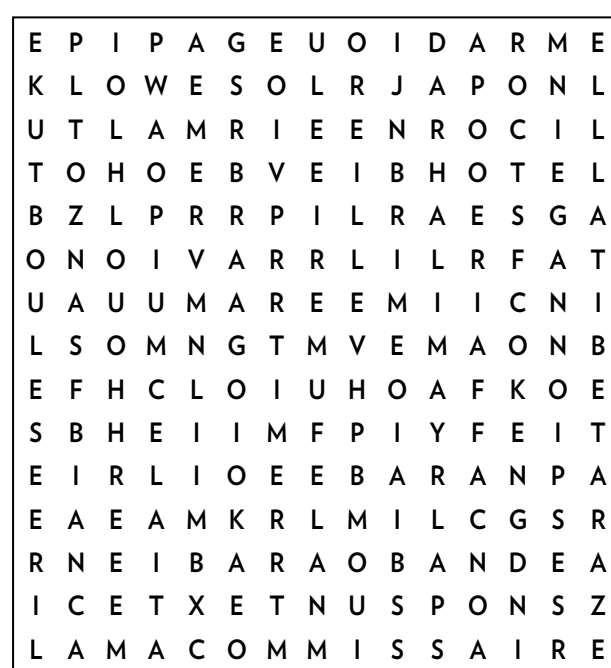 E P I P A G E U O I D A R M E
K L O W E S O L R J A P O N L
U T L A M R I E E N R O C I L
T O H O E B V E I B H O T E L
B Z L P R R P I L R A E S G A
O N O I V A R R L I L R F A T
U A U U M A R E E M I I C N I
L S O M N G T M V E M A O N B
E F H C L O I U H O A F K O E
S B H E I I M F P I Y F E I T
E I R L I O E E B A R A N P A
E A E A M K R L M I L C G S R
R N E I B A R A O B A N D E A
I C E T X E T N U S P O N S Z
L A M A C O M M I S S A I R E